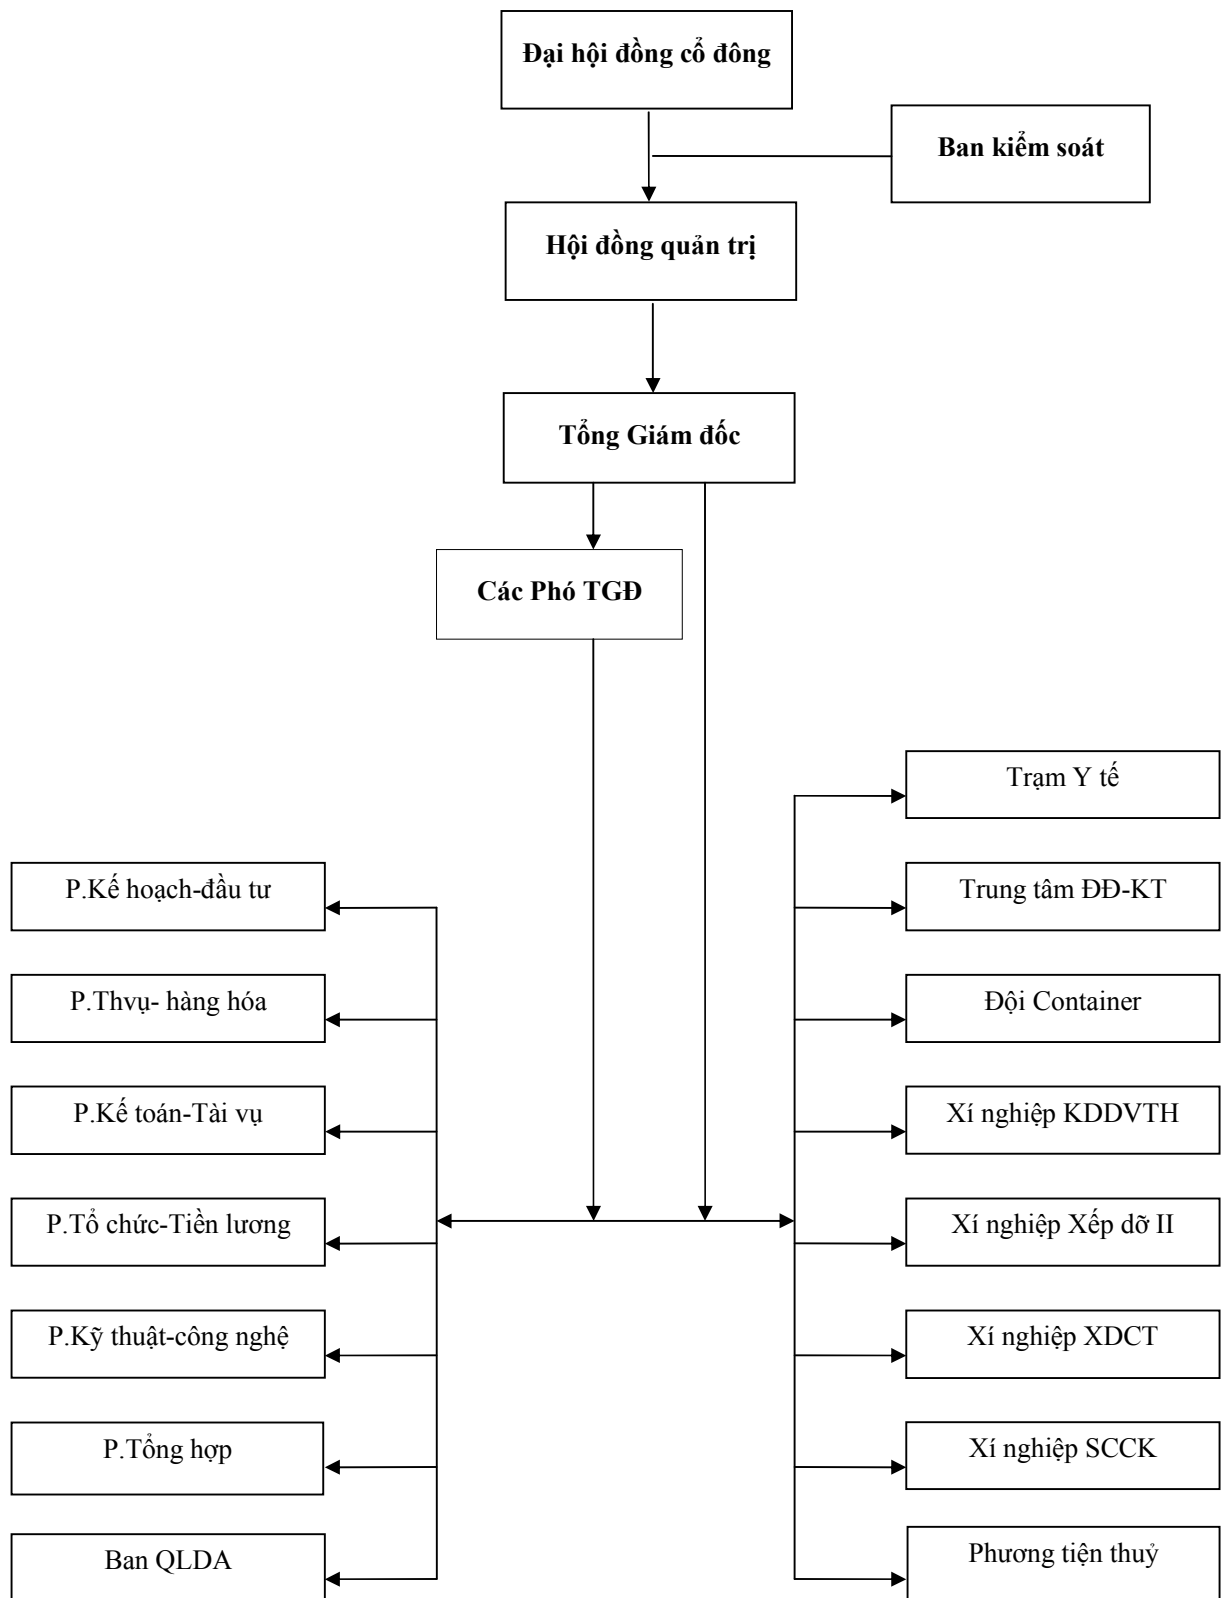 Đại hội đồng cổ đông
Ban kiểm soát
Hội đồng quản trị
Tổng Giám đốc
Các Phó TGĐ
Trạm Y tế
P.Kế hoạch-đầu tư
Trung tâm ĐĐ-KT
P.Thvụ- hàng hóa
Đội Container
P.Kế toán-Tài vụ
Xí nghiệp KDDVTH
P.Tổ chức-Tiền lương
Xí nghiệp Xếp dỡ II
P.Kỹ thuật-công nghệ
Xí nghiệp XDCT
P.Tổng hợp
Xí nghiệp SCCK
Ban QLDA
Phương tiện thuỷ